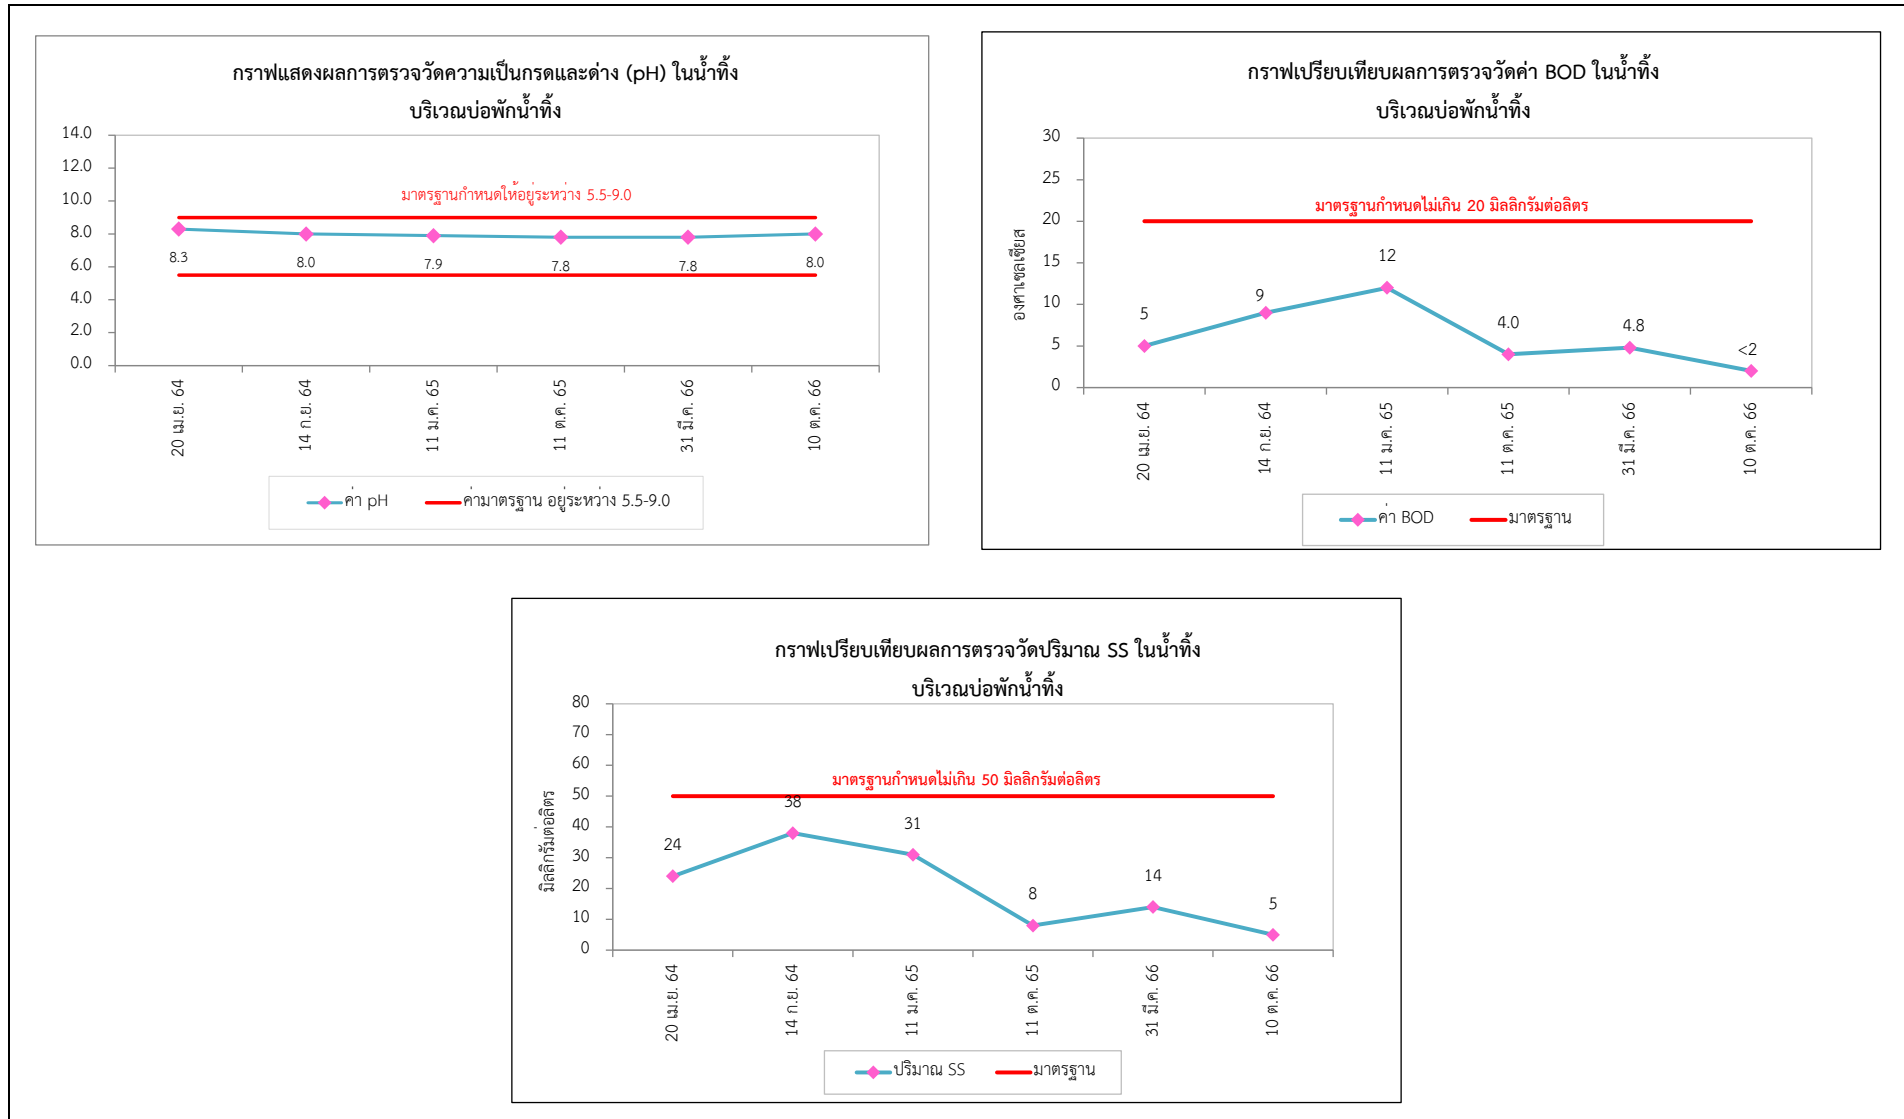 กราฟแสดงผลการตรวจวัดความเป็นกรดและด่าง (pH) ในน้ำทิ้ง
บริเวณบ่อพักน้ำทิ้ง
14.0
12.0
10.0
8.0
6.0
4.0
2.0
0.0
มาตรฐานกำหนดให้อยู่ระหว่าง 5.5-9.0
8.3
8.0
7.9
7.8
7.8
8.0
20 เม.ย. 64
14 ก.ย. 64
11 ม.ค. 65
11 ต.ค. 65
31 มี.ค. 66
10 ต.ค. 66
ค่า pH
ค่ามาตรฐาน อยู่ระหว่าง 5.5-9.0
กราฟเปรียบเทียบผลการตรวจวัดค่า BOD ในน้ำทิ้ง
บริเวณบ่อพักน้ำทิ้ง
องศาเซลเซียส
30
25
20
15
10
5
0
มาตรฐานกำหนดไม่เกิน 20 มิลลิกรัมต่อลิตร
5
9
12
4.0
4.8
<2
20 เม.ย. 64
14 ก.ย. 64
11 ม.ค. 65
11 ต.ค. 65
31 มี.ค. 66
10 ต.ค. 66
ค่า BOD
มาตรฐาน
กราฟเปรียบเทียบผลการตรวจวัดปริมาณ SS ในน้ำทิ้ง
บริเวณบ่อพักน้ำทิ้ง
มิลลิกรัมต่อลิตร
80
70
60
50
40
30
20
10
0
มาตรฐานกำหนดไม่เกิน 50 มิลลิกรัมต่อลิตร
24
38
31
8
14
5
20 เม.ย. 64
14 ก.ย. 64
11 ม.ค. 65
11 ต.ค. 65
31 มี.ค. 66
10 ต.ค. 66
ปริมาณ SS
มาตรฐาน